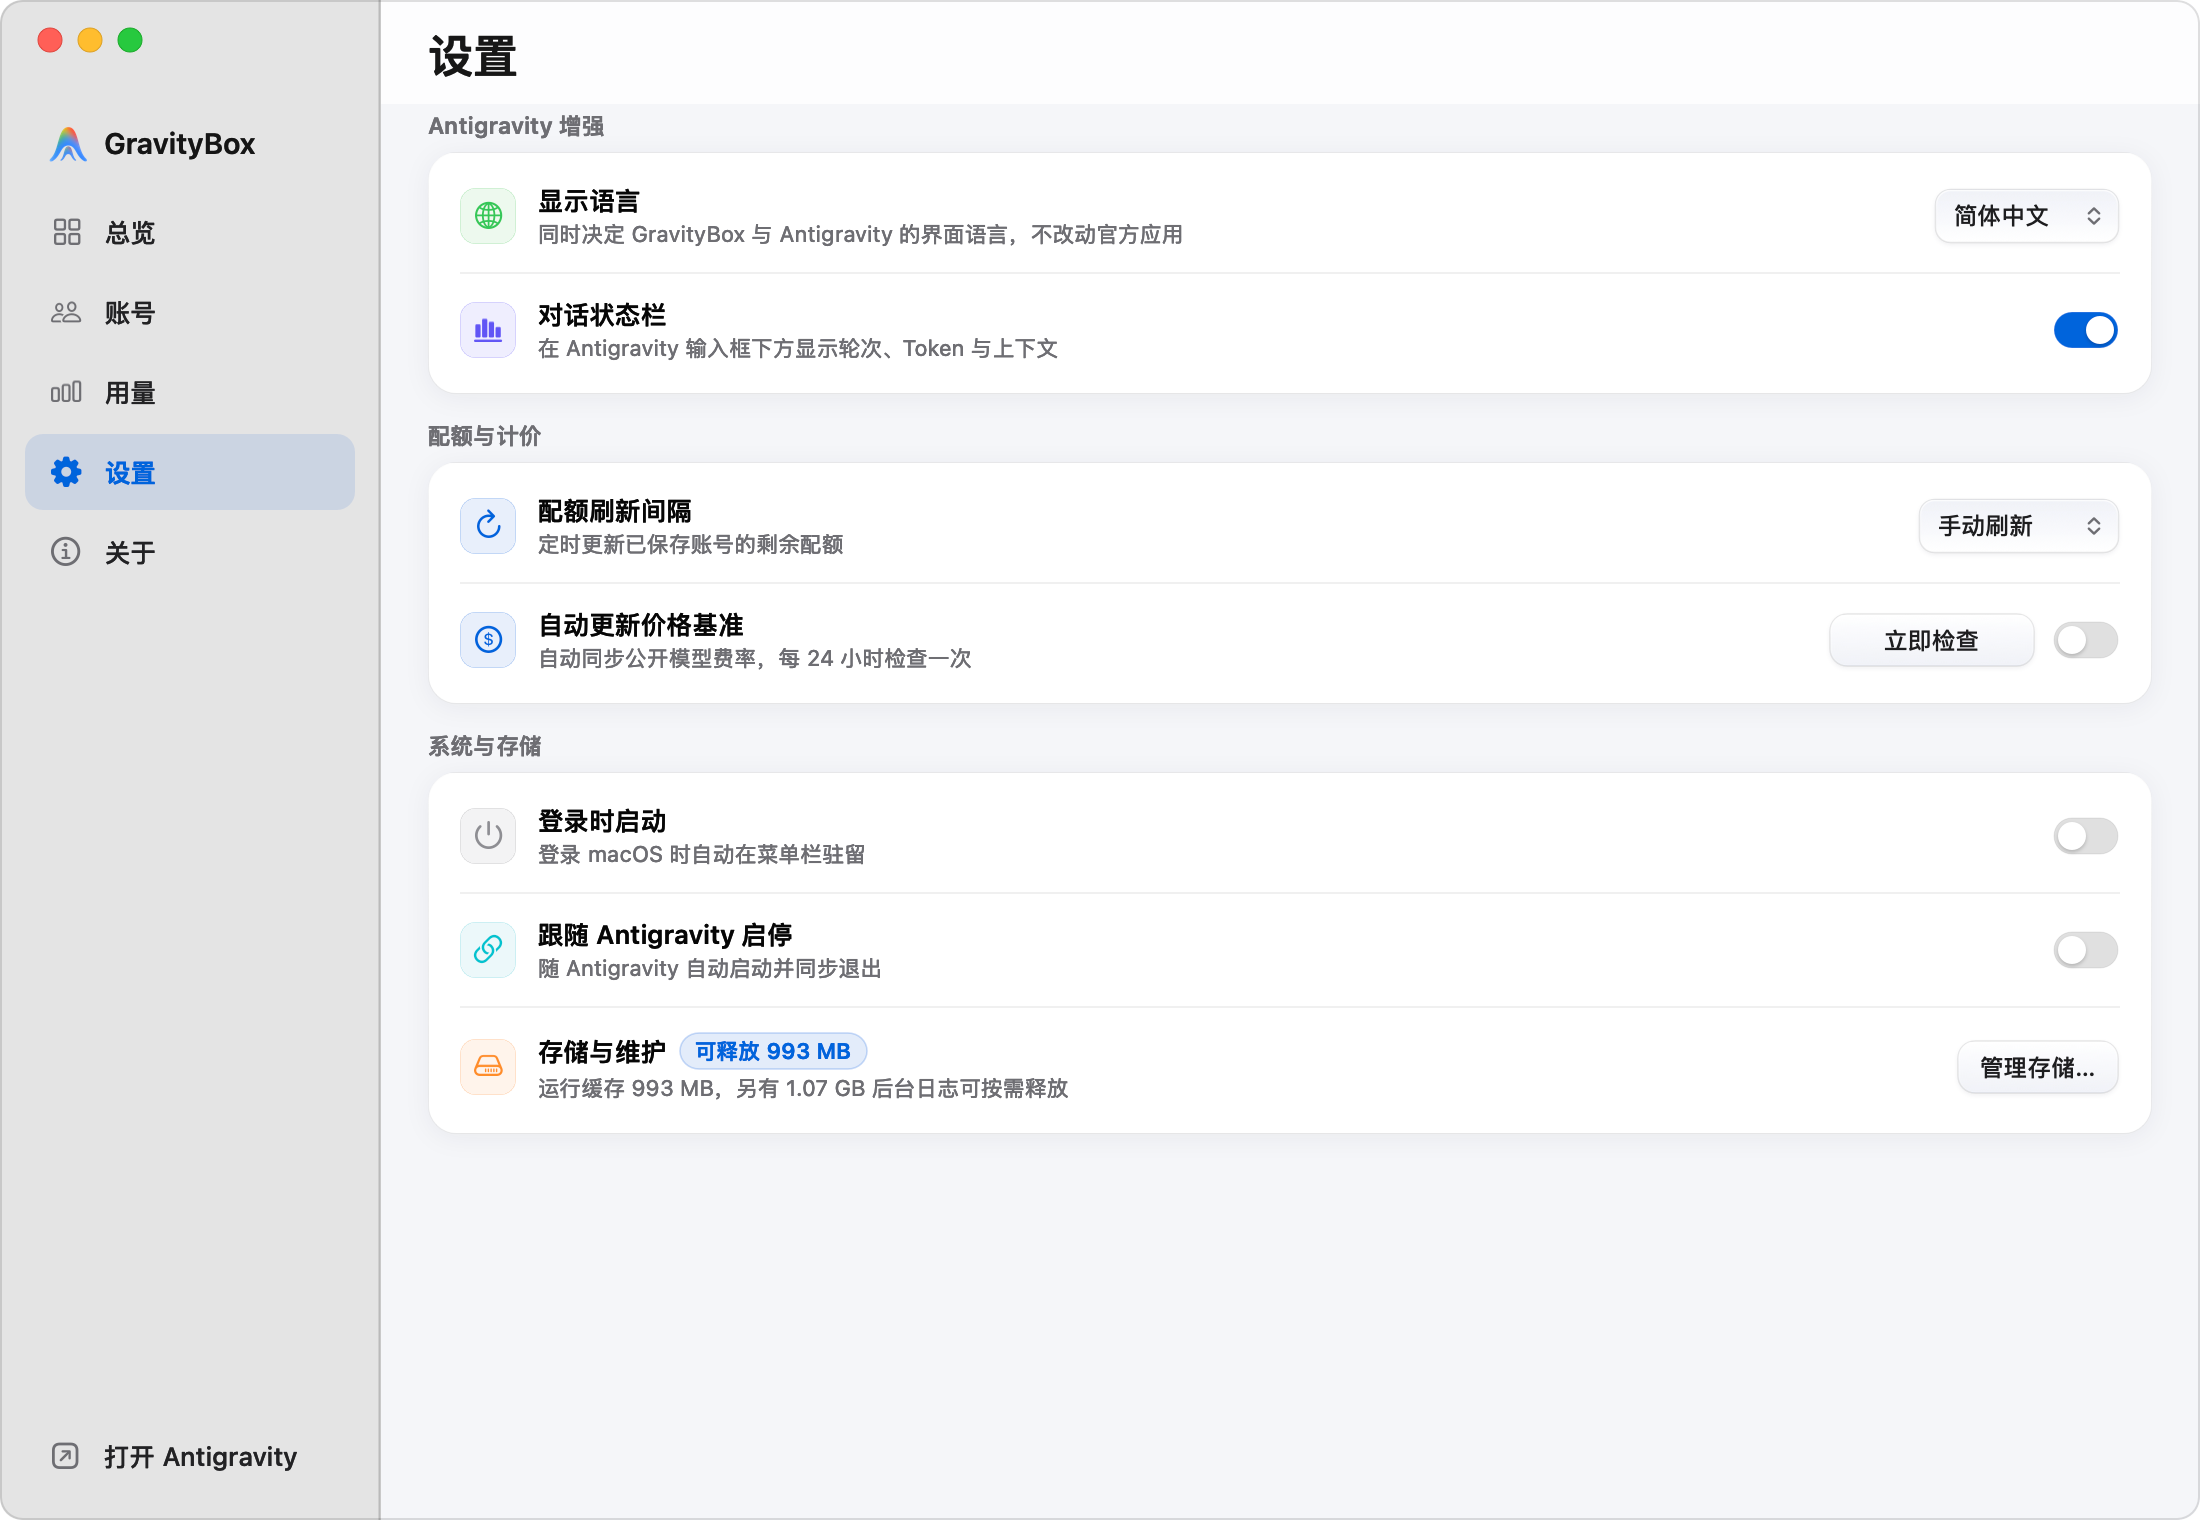 设置
GravityBox
总览
账号
用量
设置
关于
打开 Antigravity
Antigravity 增强
显示语言
同时决定 GravityBox 与 Antigravity 的界面语言，不改动官方应用
简体中文
对话状态栏
在 Antigravity 输入框下方显示轮次、Token 与上下文
配额与计价
配额刷新间隔
定时更新已保存账号的剩余配额
手动刷新
自动更新价格基准
自动同步公开模型费率，每 24 小时检查一次
立即检查
系统与存储
登录时启动
登录 macOS 时自动在菜单栏驻留
跟随 Antigravity 启停
随 Antigravity 自动启动并同步退出
存储与维护 可释放 993 MB
运行缓存 993 MB，另有 1.07 GB 后台日志可按需释放
管理存储...